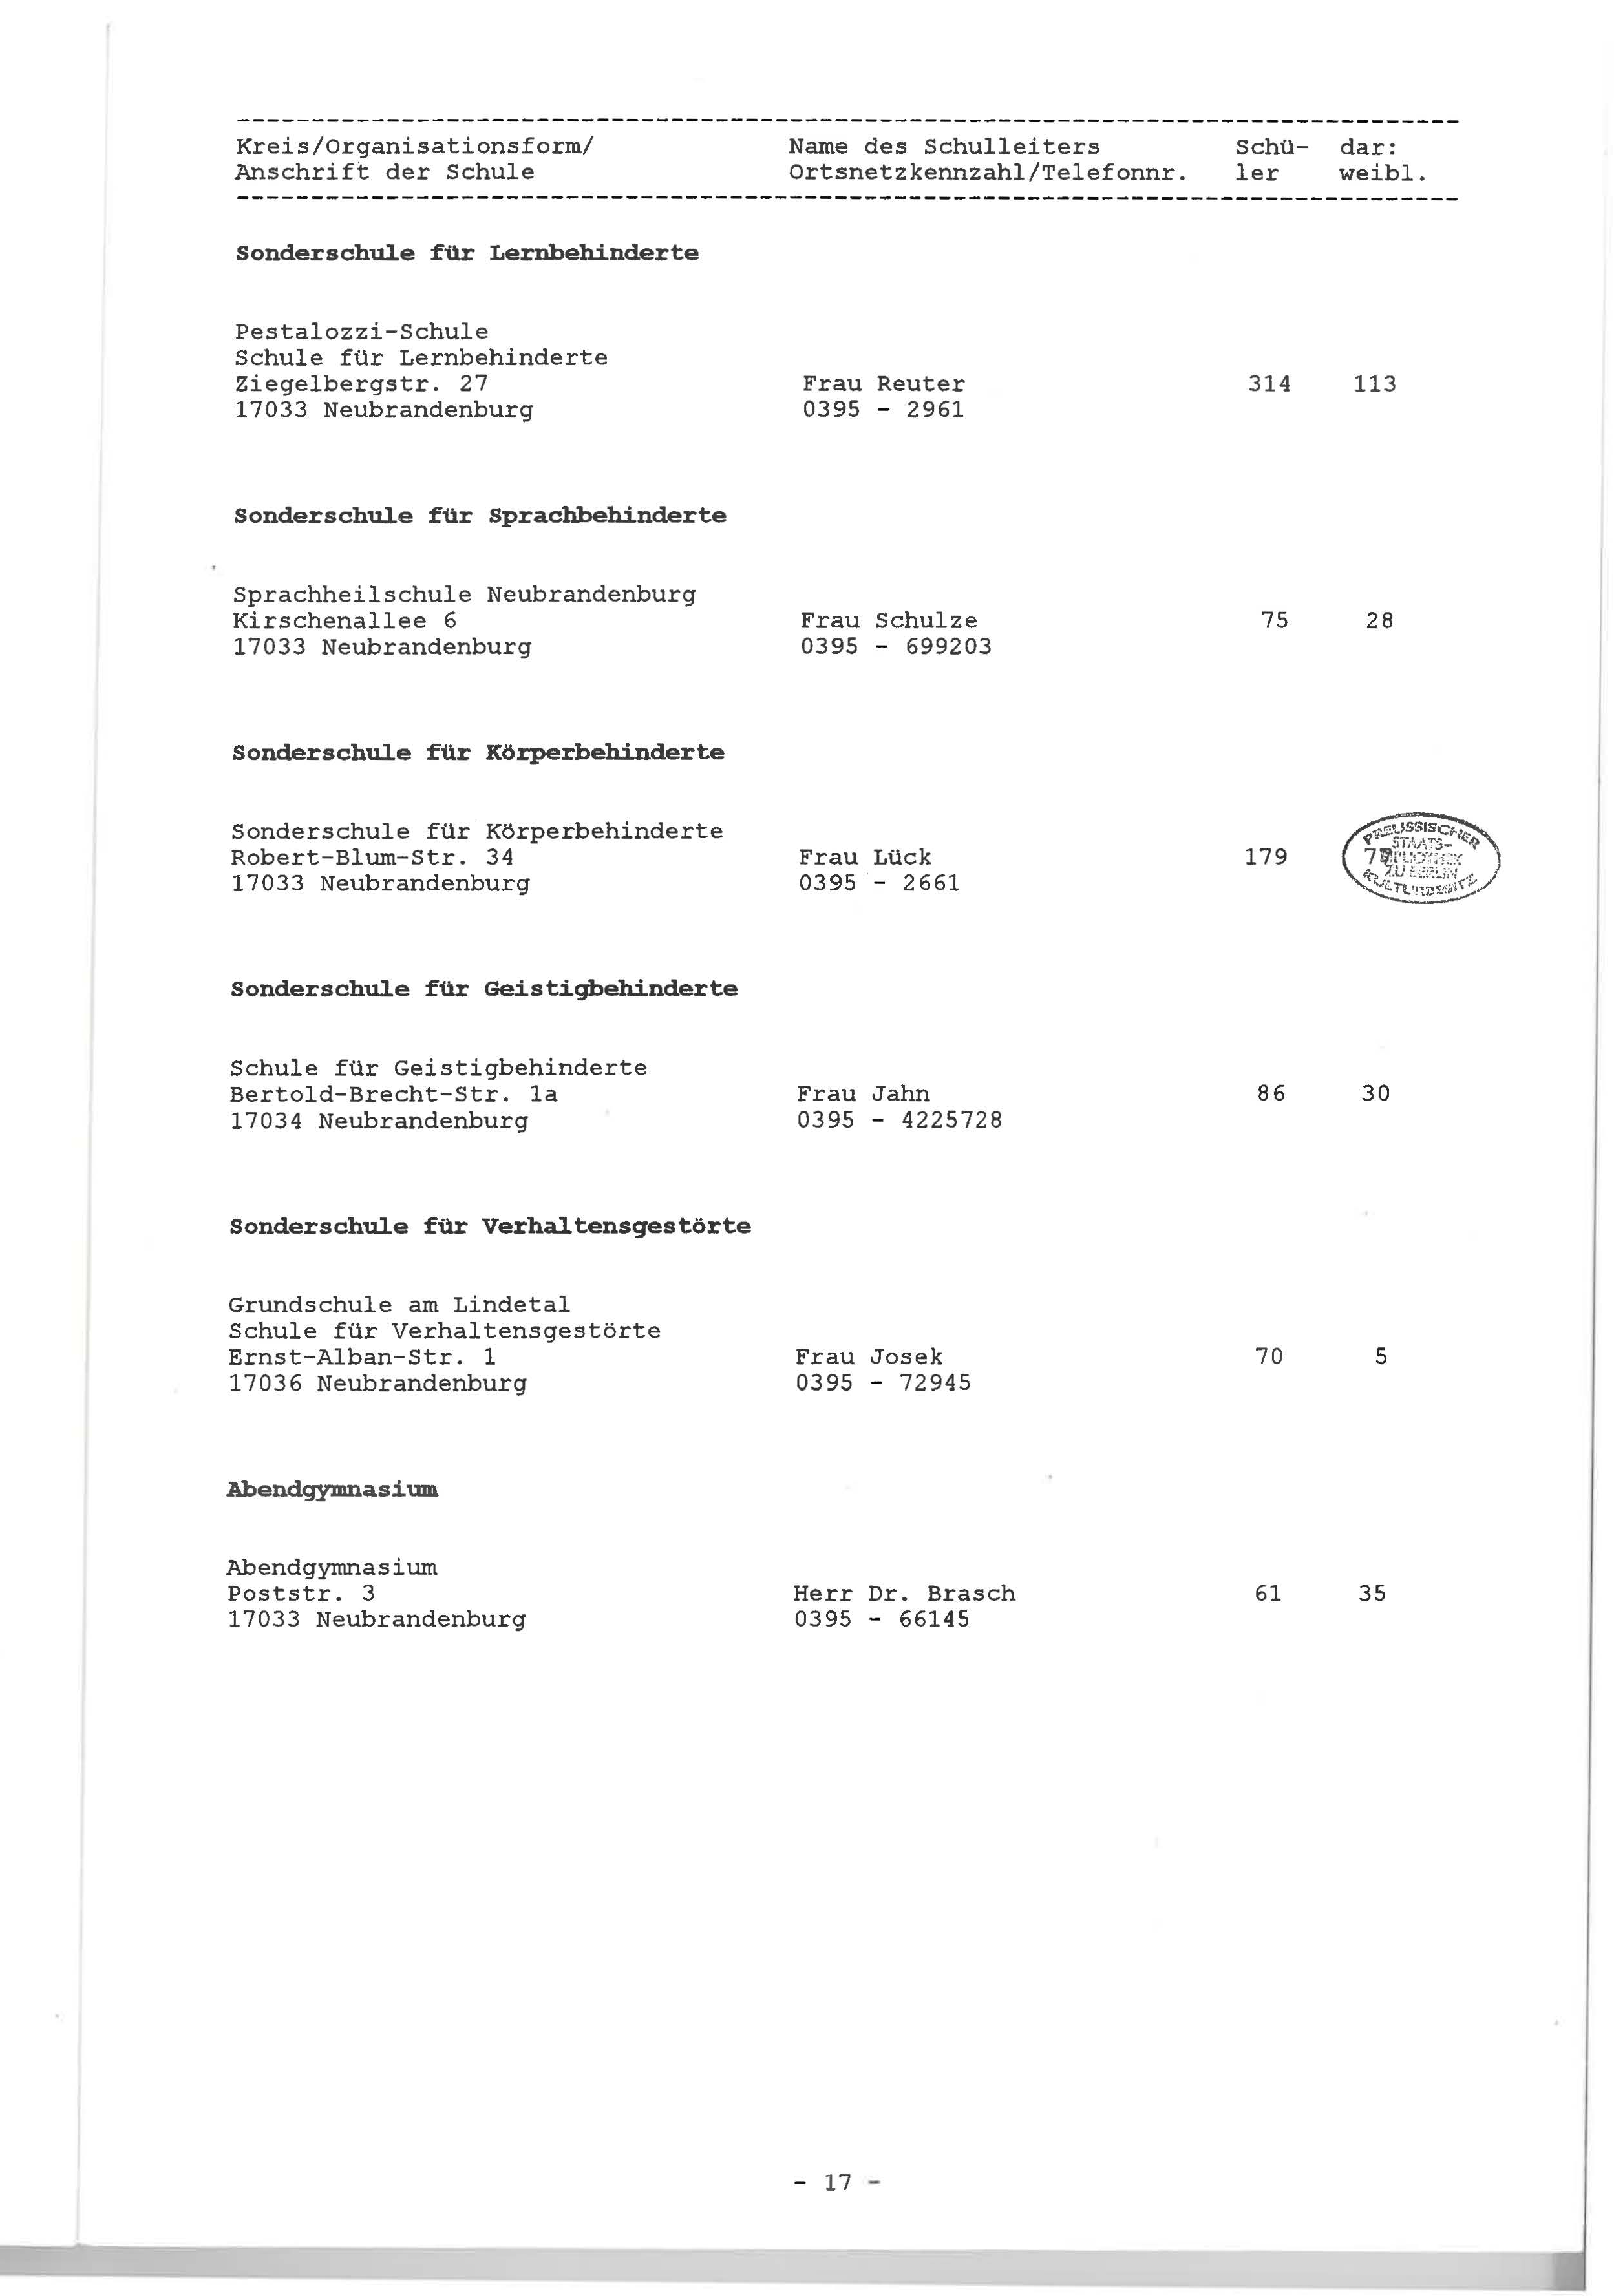 Kreis/Organisationsform/ Name des Schulleiters Schü- dar:
Anschrift der Schule Ortsnetzkennzahl/Telefonnr. ler weibl.
Sonderschule für Lernbehinderte
Pestalozzi-Schule
Schule für Lernbehinderte
Ziegelbergstr. 27 Frau Reuter 314 113
17033 Neubrandenburg 0395 - 2961
Sonderschule für Sprachbehinderte
Sprachheilschule Neubrandenburg
Kirschenallee 6 Frau Schulze 75 28
17033 Neubrandenburg 0395 - 699203
Sonderschule für Körperbehinderte
Sonderschule für Körperbehinderte
Robert-Blum-Str. 34 Frau Lück 179
17033 Neubrandenburg 0395 - 2661
PREUSSISCHER
STAATS-
ZU BERLIN
KULTURBESITZ
Sonderschule für Geistigbehinderte
Schule für Geistigbehinderte
Bertold-Brecht-Str. 1a Frau Jahn 86 30
17034 Neubrandenburg 0395 - 4225728
Sonderschule für Verhaltensgestörte
Grundschule am Lindetal
Schule für Verhaltensgestörte
Ernst-Alban-Str. 1 Frau Josek 70 5
17036 Neubrandenburg 0395 - 72945
Abendgymnasium
Abendgymnasium
Poststr. 3 Herr Dr. Brasch 61 35
17033 Neubrandenburg 0395 - 66145
- 17 -